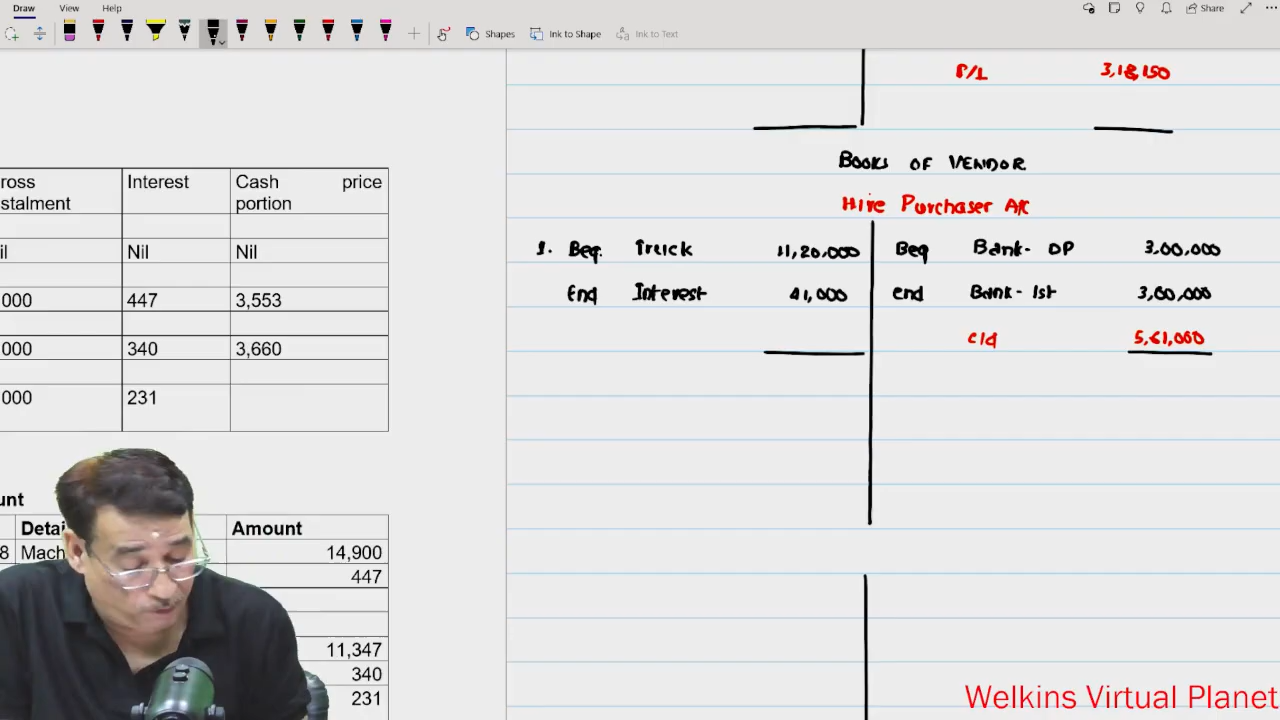 Draw View Help
Share
Shapes Ink to Shape Ink to Text
P/L 3,18,150
BOOKS OF VENDOR
Hire Purchaser A/c
1. Beg. Truck 11,20,000 Beg Bank- DP 3,00,000
End Interest 41,000 end Bank- 1st 3,00,000
c/d 5,61,000
ross Interest Cash price
stalment portion
il Nil Nil
000 447 3,553
000 340 3,660
000 231
unt
Detai Amount
8 Mach 14,900
447
11,347
340
231
Welkins Virtual Planet